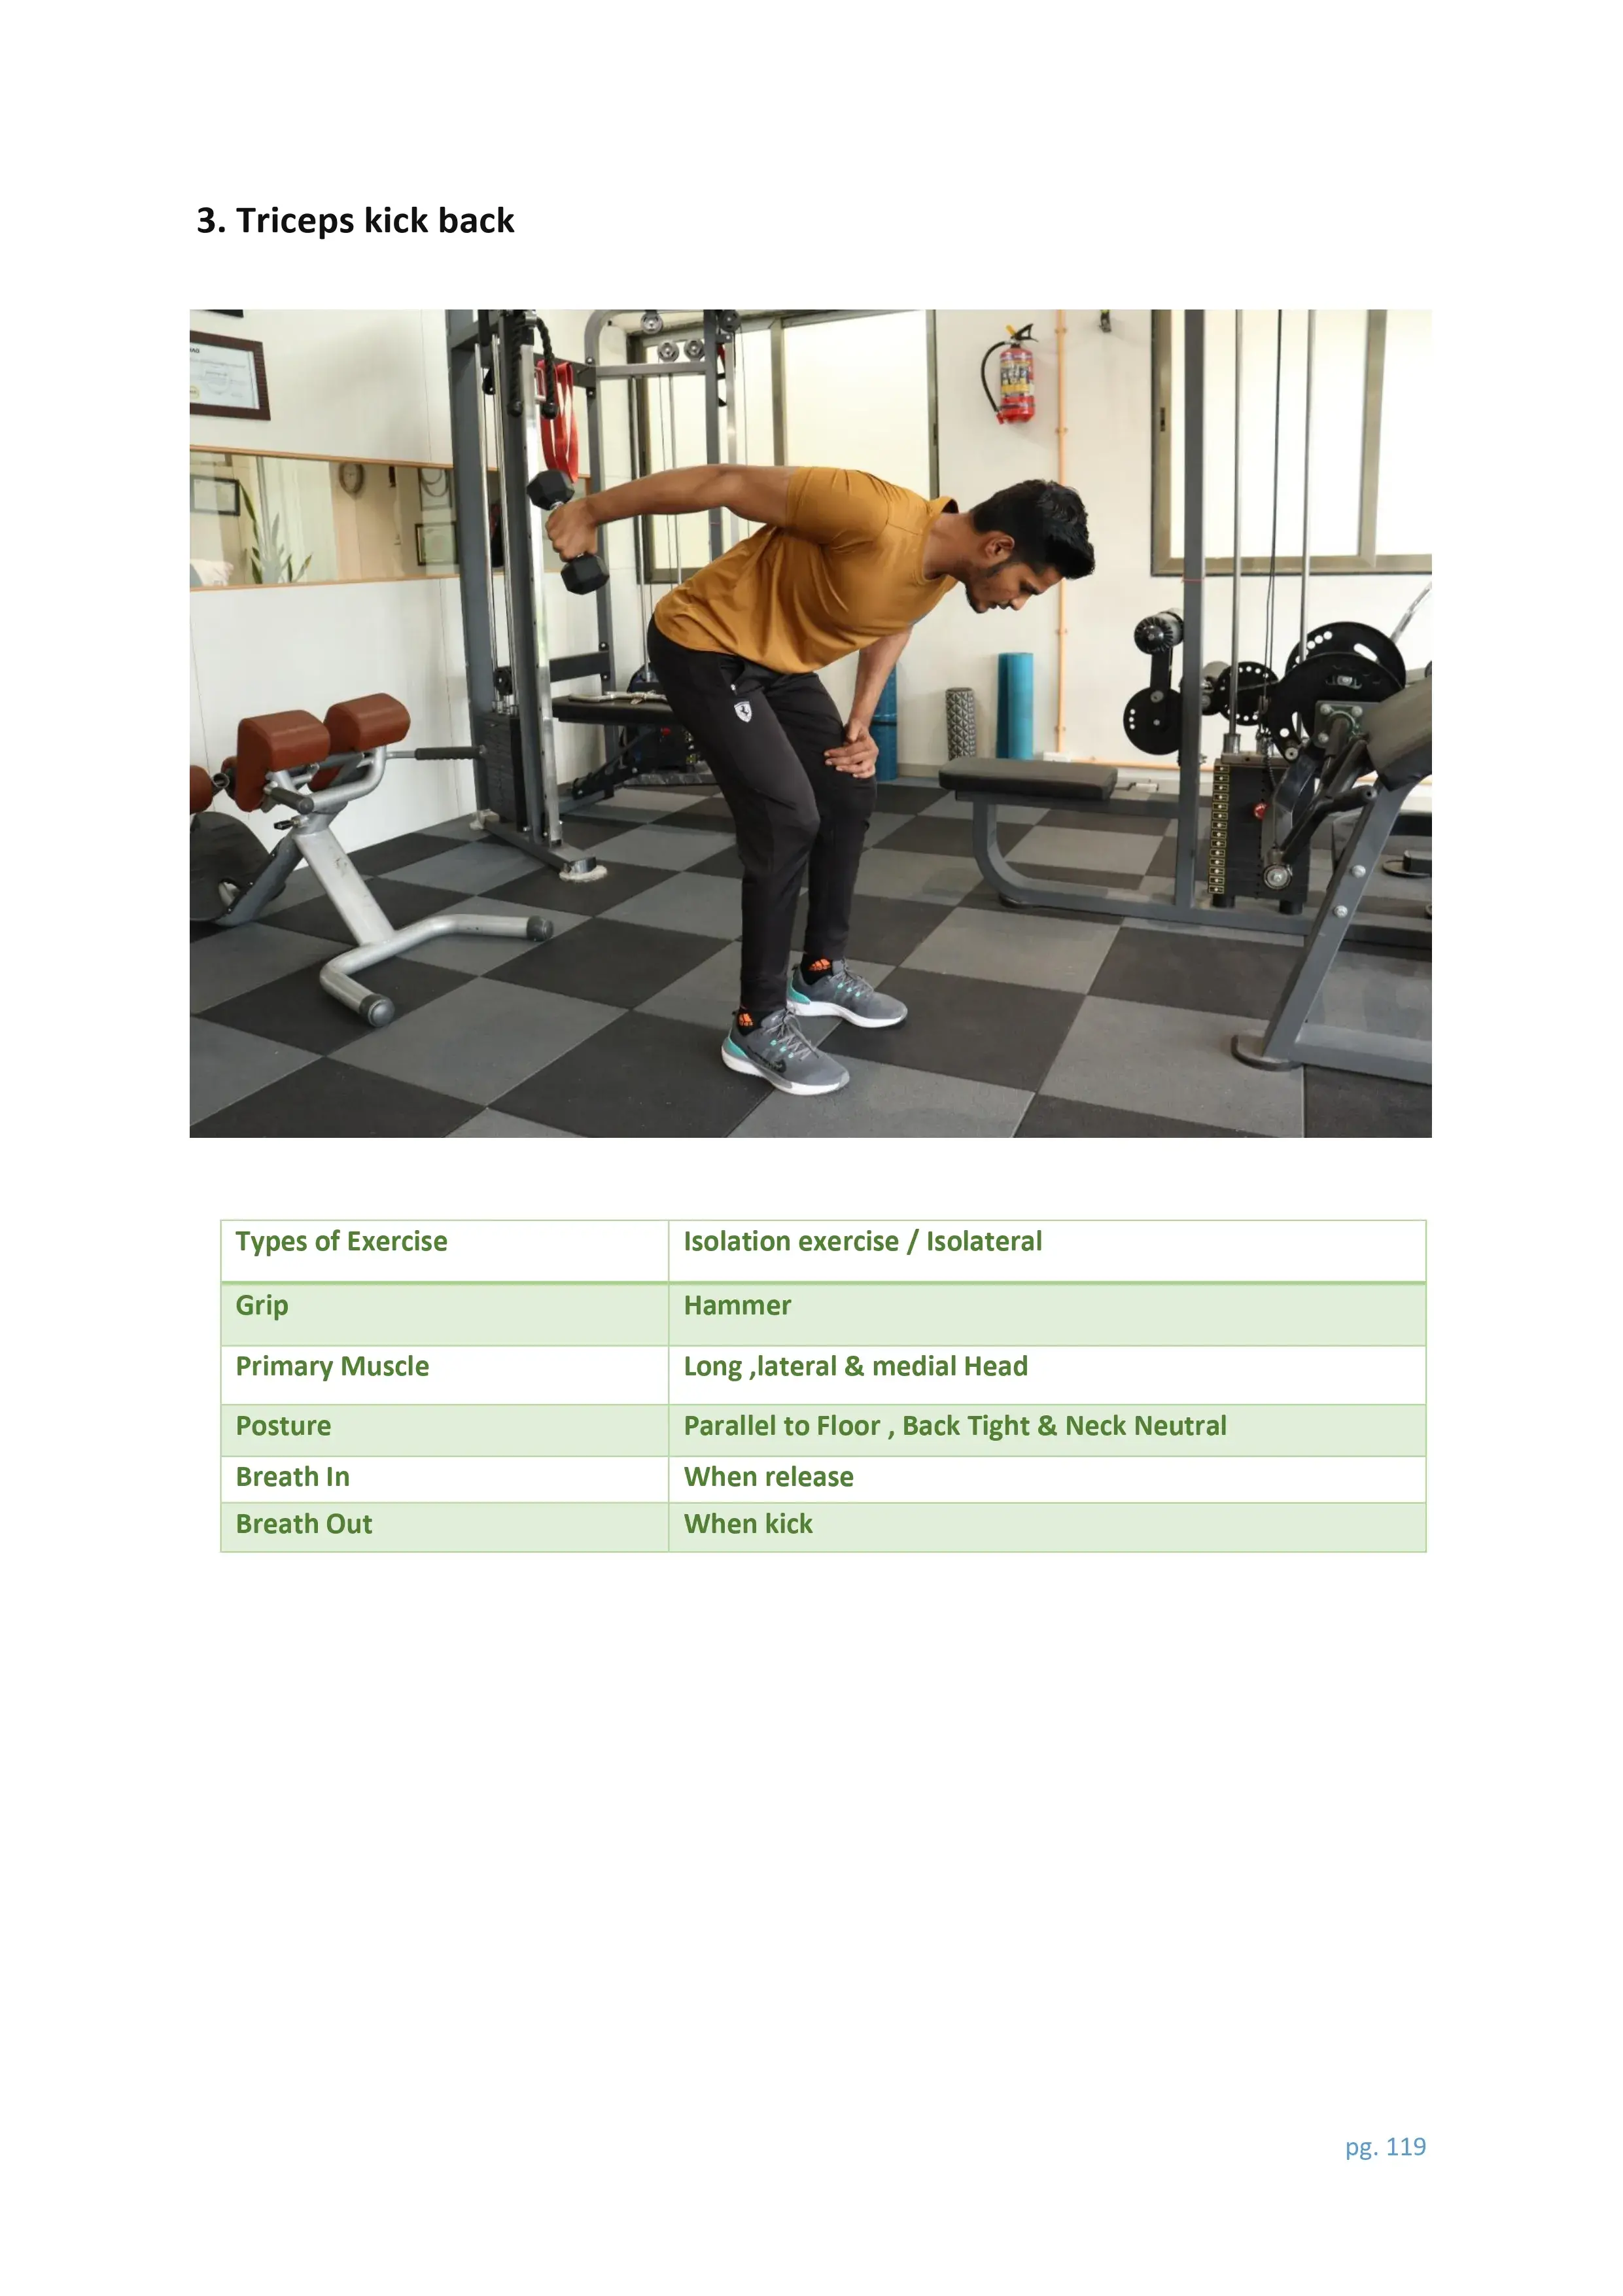 3. Triceps kick back
Types of Exercise Isolation exercise / Isolateral
Grip Hammer
Primary Muscle Long ,lateral & medial Head
Posture Parallel to Floor , Back Tight & Neck Neutral
Breath In When release
Breath Out When kick
pg. 119